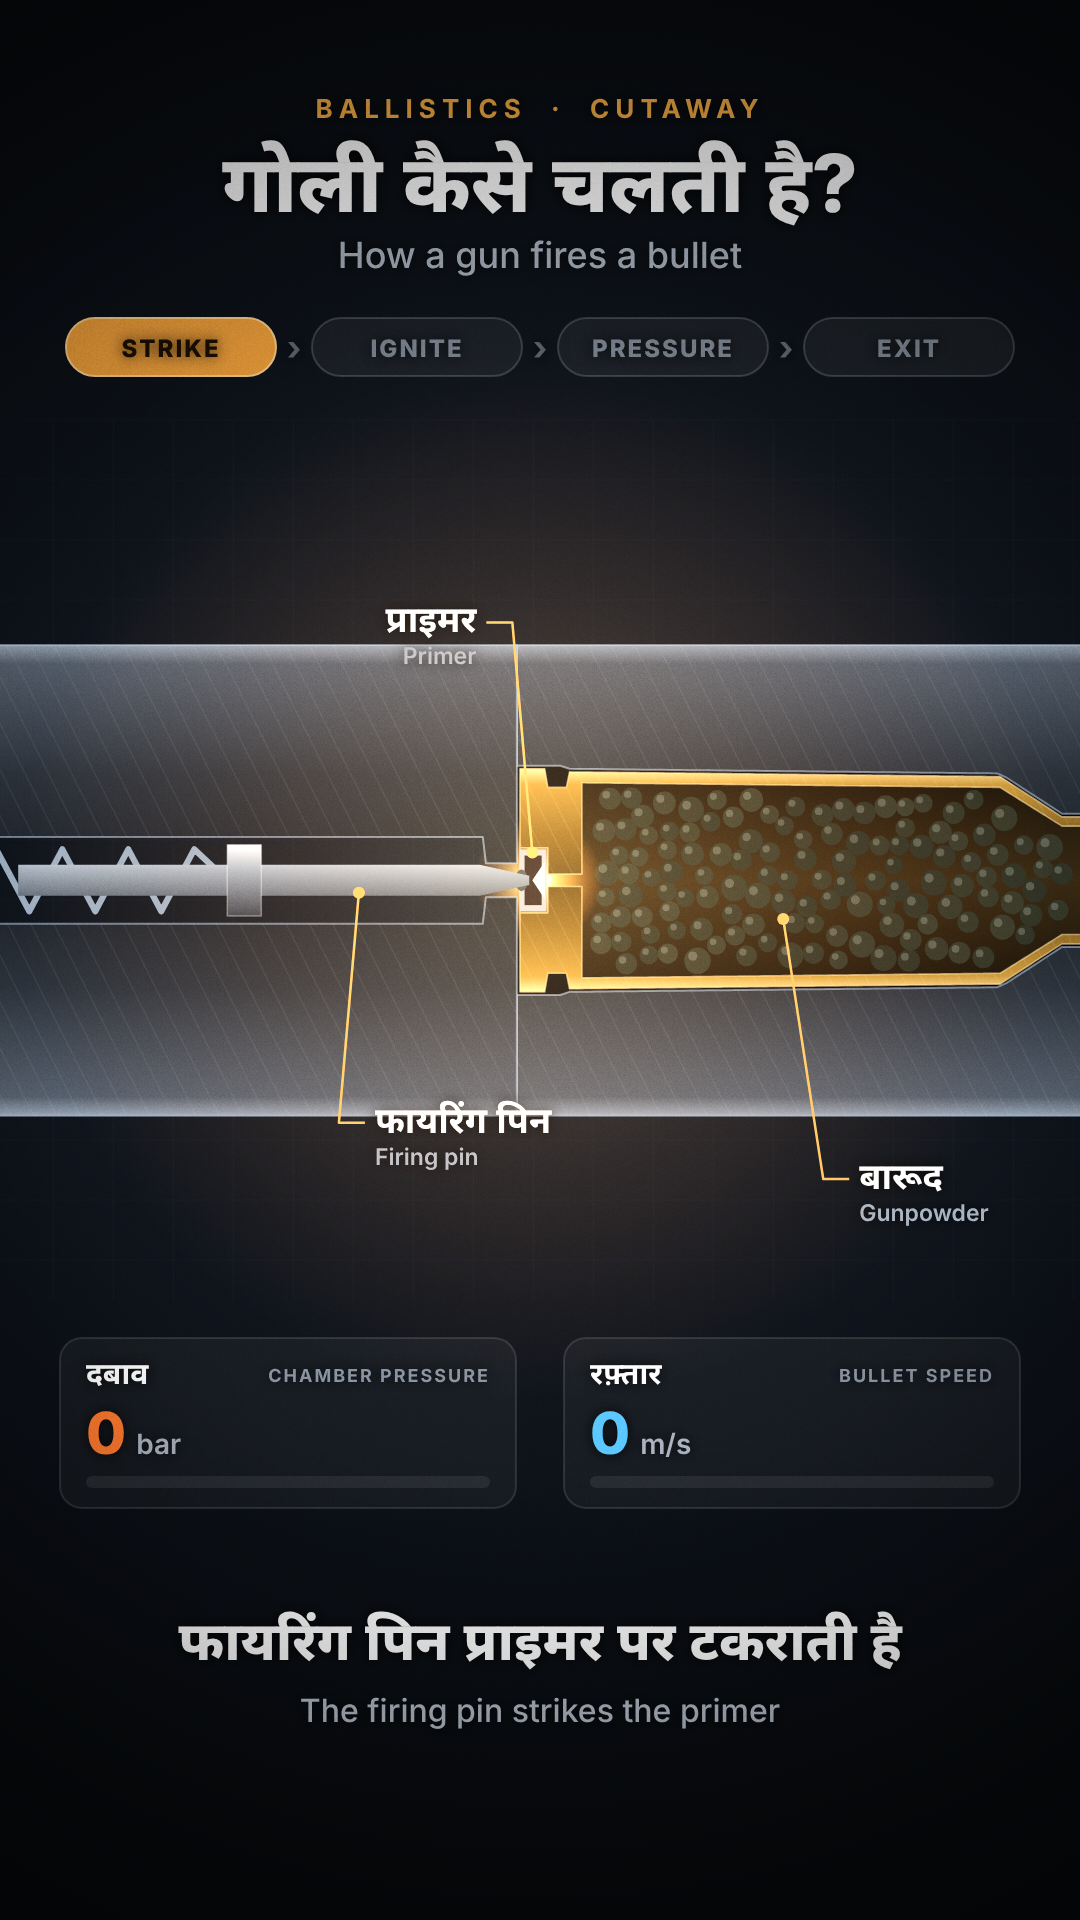 BALLISTICS · CUTAWAY
गोली कैसे चलती है?
How a gun fires a bullet
STRIKE › IGNITE › PRESSURE › EXIT
प्राइमर
Primer
फायरिंग पिन
Firing pin
बारूद
Gunpowder
दबाव CHAMBER PRESSURE
0 bar
रफ़्तार BULLET SPEED
0 m/s
फायरिंग पिन प्राइमर पर टकराती है
The firing pin strikes the primer